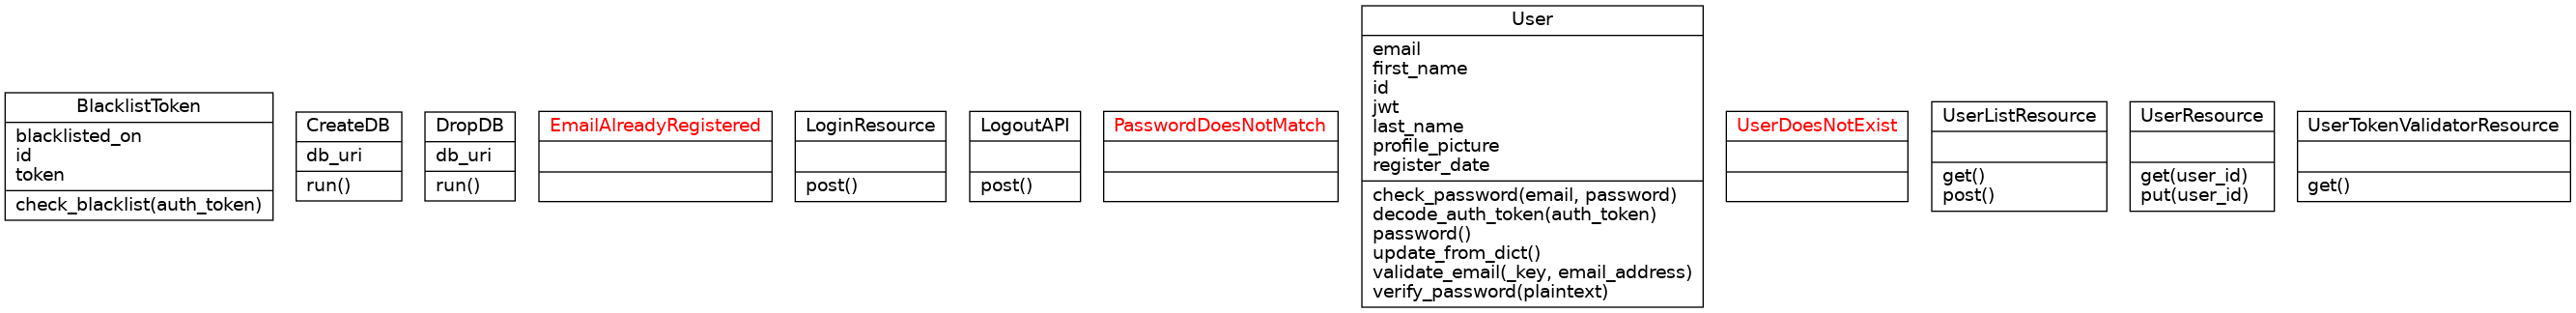 BlacklistToken
blacklisted_on
id
token
check_blacklist(auth_token)
CreateDB
db_uri
run()
DropDB
db_uri
run()
EmailAlreadyRegistered
LoginResource
post()
LogoutAPI
post()
PasswordDoesNotMatch
User
email
first_name
id
jwt
last_name
profile_picture
register_date
check_password(email, password)
decode_auth_token(auth_token)
password()
update_from_dict()
validate_email(_key, email_address)
verify_password(plaintext)
UserDoesNotExist
UserListResource
get()
post()
UserResource
get(user_id)
put(user_id)
UserTokenValidatorResource
get()